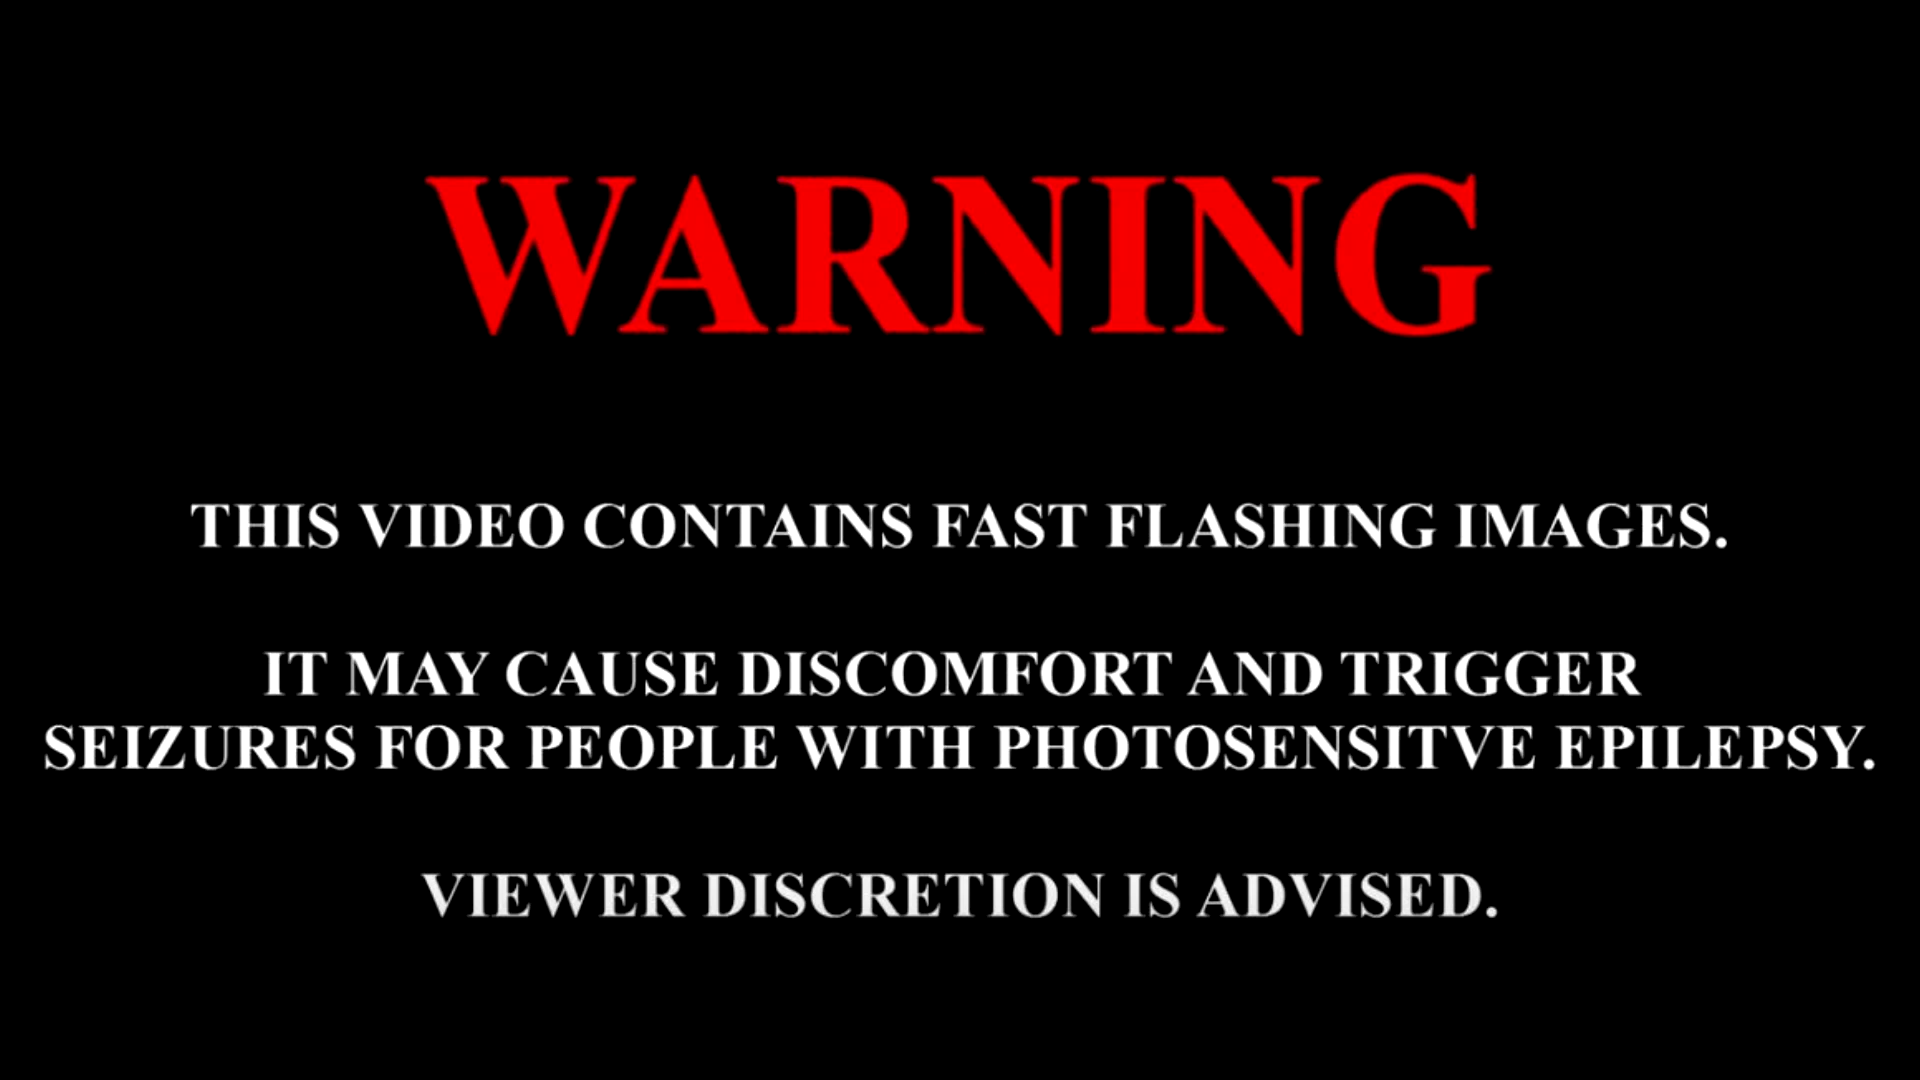 WARNING
THIS VIDEO CONTAINS FAST FLASHING IMAGES.
IT MAY CAUSE DISCOMFORT AND TRIGGER
SEIZURES FOR PEOPLE WITH PHOTOSENSITVE EPILEPSY.
VIEWER DISCRETION IS ADVISED.